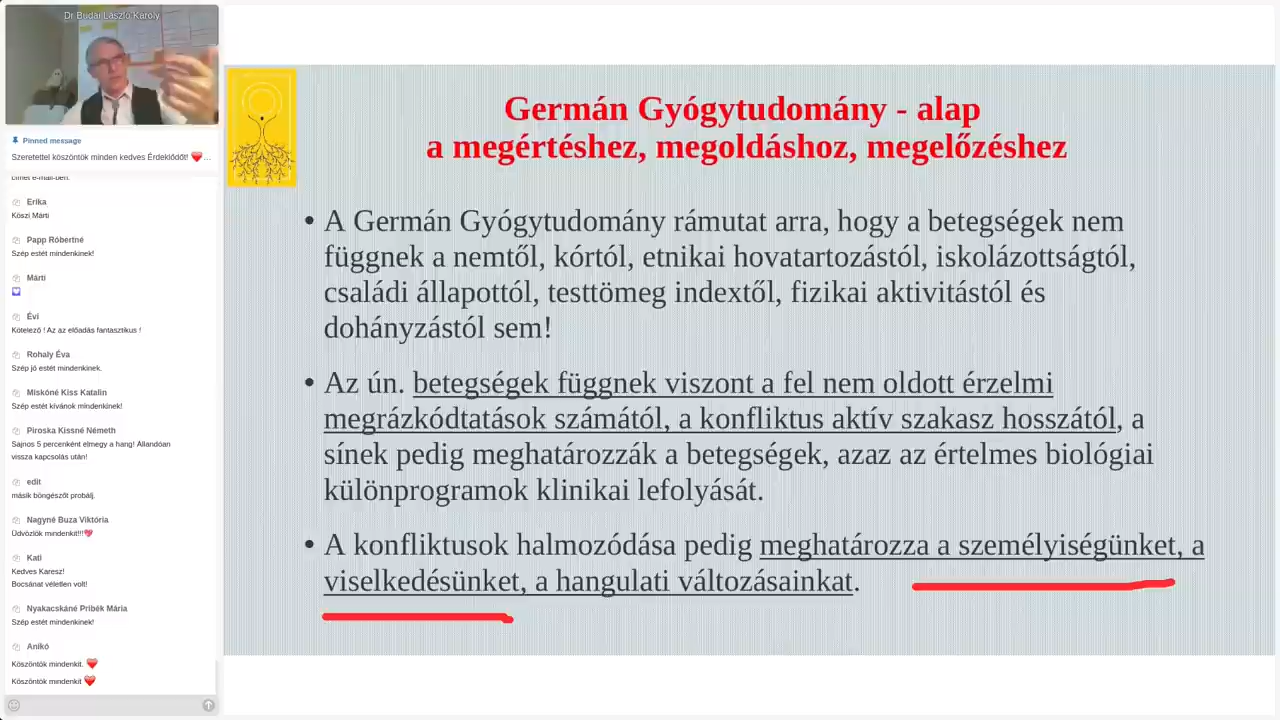 Dr Budai László Károly
Pinned message
Szeretettel köszöntök minden kedves Érdeklődőt! ❤️...
címet e-mail-ben.
Erika
Köszi Márti
Papp Róbertné
Szép estét mindenkinek!
Márti
Évi
Kötelező ! Az az előadás fantasztikus !
Rohaly Éva
Szép jó estét mindenkinek.
Miskóné Kiss Katalin
Szép estét kívánok mindenkinek!
Piroska Kissné Németh
Sajnos 5 percenként elmegy a hang! Állandóan
vissza kapcsolás után!
edit
másik böngészőt probálj.
Nagyné Buza Viktória
Üdvözlök mindenkit!!!💖
Kati
Kedves Karesz!
Bocsánat véletlen volt!
Nyakacskáné Pribék Mária
Szép estét mindenkinek!
Anikó
Köszöntök mindenkit. ❤️
Köszöntök mindenkit ❤️
Germán Gyógytudomány - alap
a megértéshez, megoldáshoz, megelőzéshez
• A Germán Gyógytudomány rámutat arra, hogy a betegségek nem
függnek a nemtől, kórtól, etnikai hovatartozástól, iskolázottságtól,
családi állapottól, testtömeg indextől, fizikai aktivitástól és
dohányzástól sem!
• Az ún. betegségek függnek viszont a fel nem oldott érzelmi
megrázkódtatások számától, a konfliktus aktív szakasz hosszától, a
sínek pedig meghatározzák a betegségek, azaz az értelmes biológiai
különprogramok klinikai lefolyását.
• A konfliktusok halmozódása pedig meghatározza a személyiségünket, a
viselkedésünket, a hangulati változásainkat.